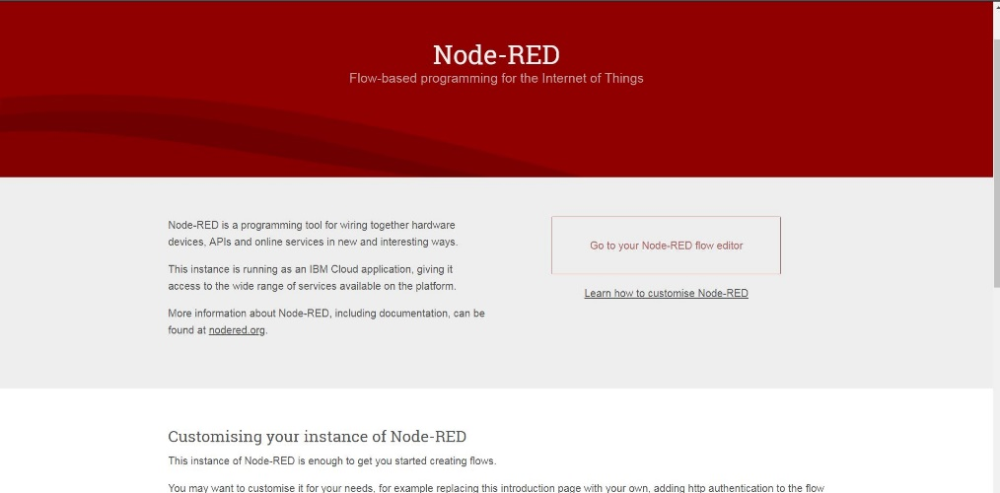 Node-RED
Flow-based programming for the Internet of Things
Node-RED is a programming tool for wiring together hardware
devices, APIs and online services in new and interesting ways.
This instance is running as an IBM Cloud application, giving it
access to the wide range of services available on the platform.
More information about Node-RED, including documentation, can be
found at nodered.org.
Go to your Node-RED flow editor
Learn how to customise Node-RED
Customising your instance of Node-RED
This instance of Node-RED is enough to get you started creating flows.
You may want to customise it for your needs, for example replacing this introduction page with your own, adding http authentication to the flow